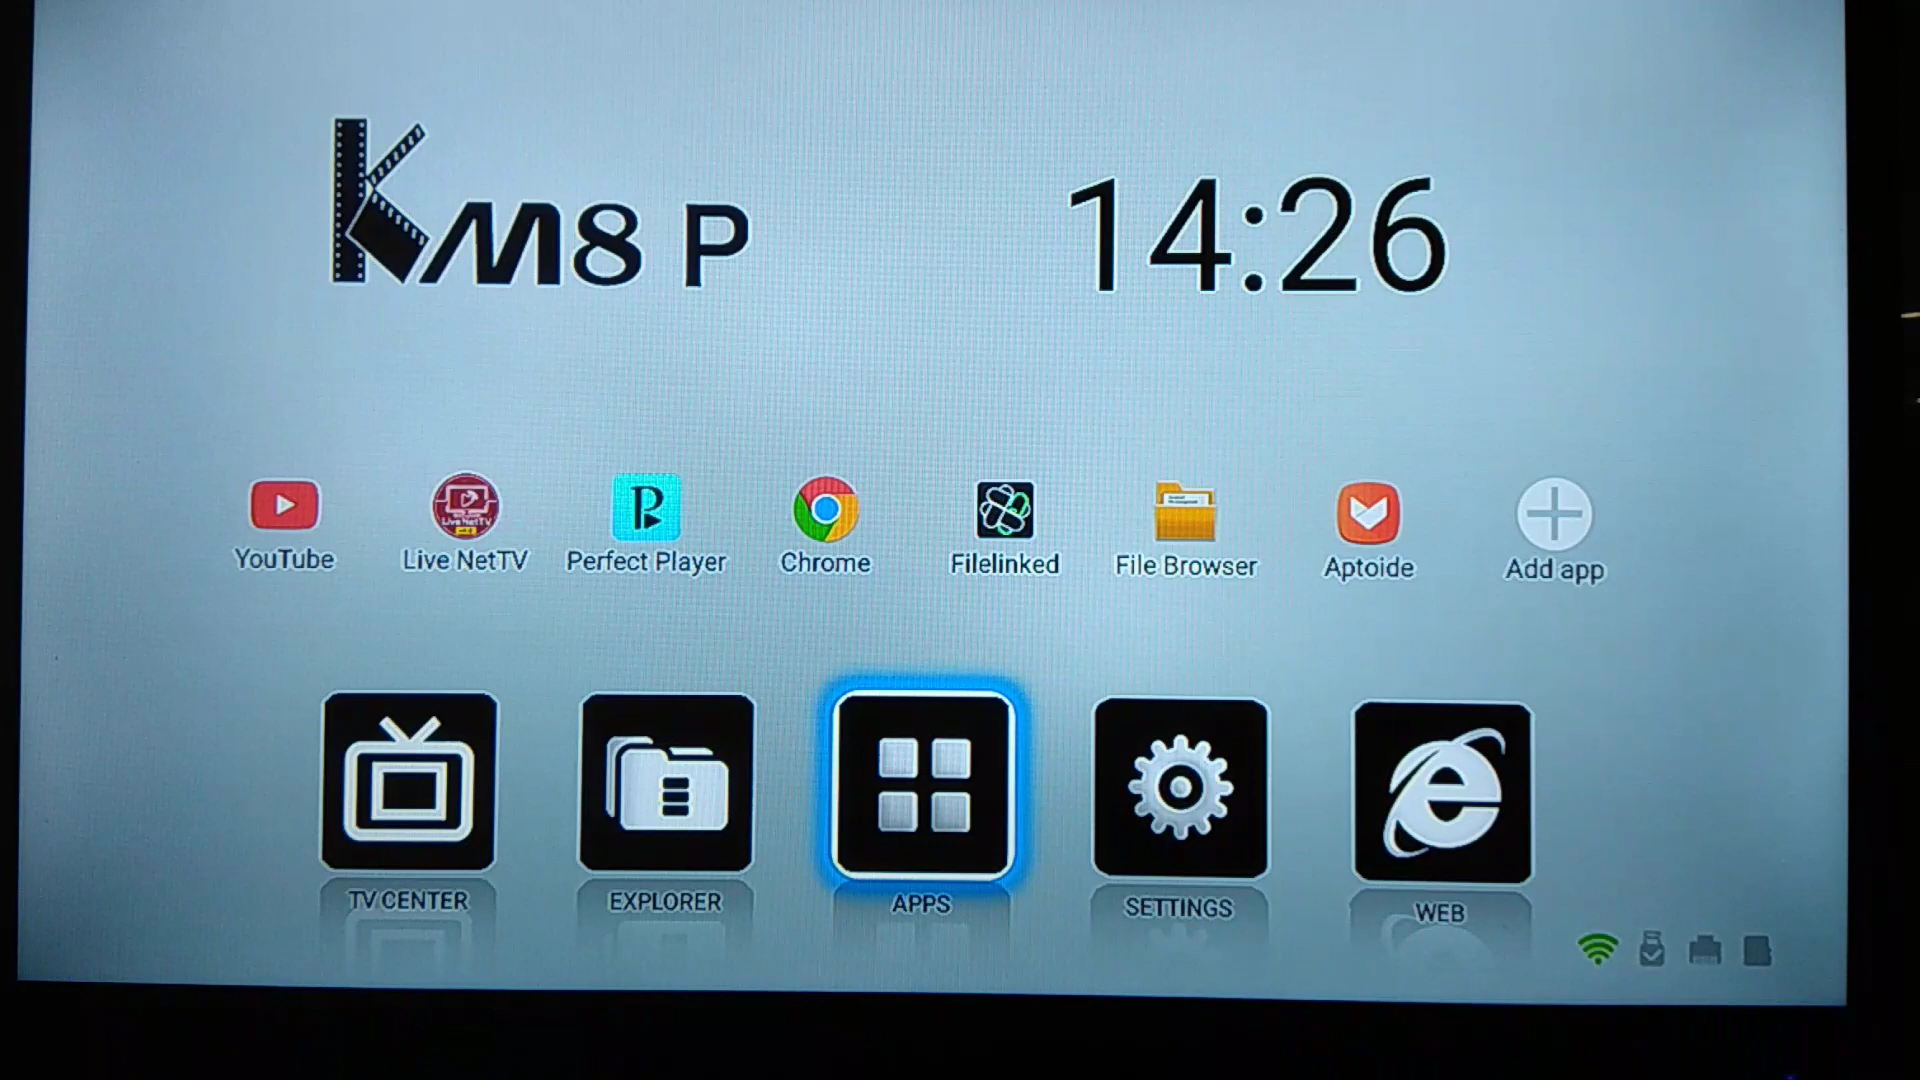 KM8 P
14:26
YouTube
Live NetTV
Perfect Player
Chrome
Filelinked
File Browser
Aptoide
Add app
TV CENTER
EXPLORER
APPS
SETTINGS
WEB